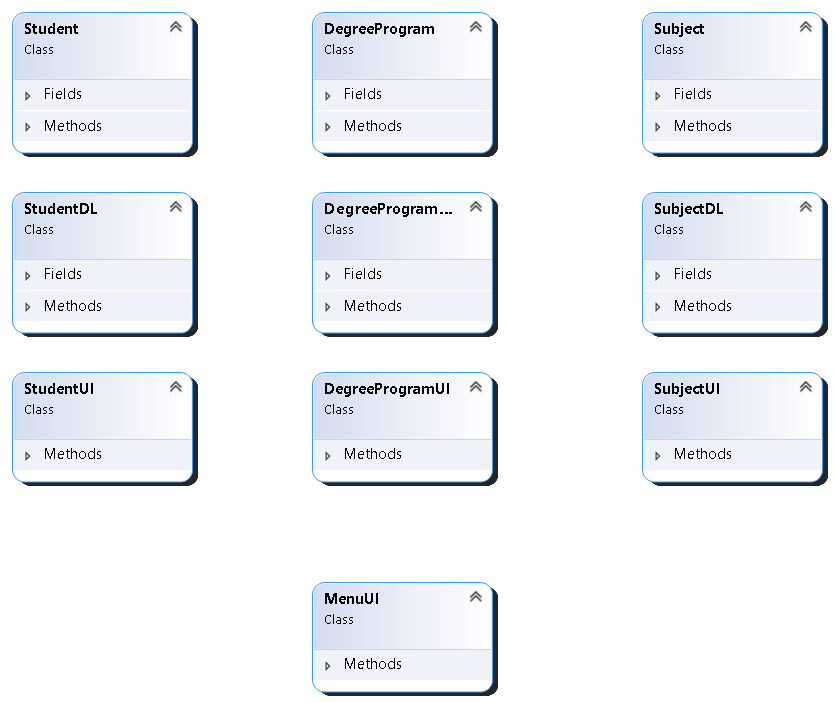 Student
Class
Fields
Methods
DegreeProgram
Class
Fields
Methods
Subject
Class
Fields
Methods
StudentDL
Class
Fields
Methods
DegreeProgram...
Class
Fields
Methods
SubjectDL
Class
Fields
Methods
StudentUI
Class
Methods
DegreeProgramUI
Class
Methods
SubjectUI
Class
Methods
MenuUI
Class
Methods